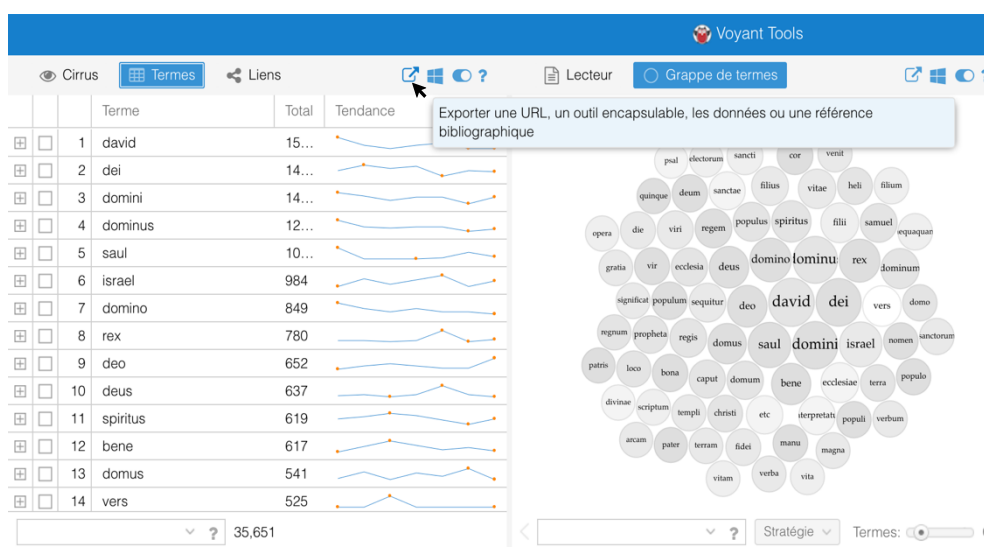 Voyant Tools
Cirrus Termes Liens ?
Lecteur Grappe de termes
Exporter une URL, un outil encapsulable, les données ou une référence
bibliographique
Terme Total Tendance
1 david 15...
2 dei 14...
3 domini 14...
4 dominus 12...
5 saul 10...
6 israel 984
7 domino 849
8 rex 780
9 deo 652
10 deus 637
11 spiritus 619
12 bene 617
13 domus 541
14 vers 525
? 35,651
psal electorum sancti cor venit
quinque deum sanctae filius vitae heli filium
opera die viri regem populus spiritus filii samuel
gratia vir ecclesia deus domino rex dominum
significat populum sequitur deo david dei vers domo
regnum propheta regis domus saul domini israel nomen sanctorum
patris loco bona caput domum bene ecclesiae terra populo
divinae scriptum templi christi etc populi verbum
arcam pater terram fidei manu magna
vitam verba vita
? Stratégie Termes: